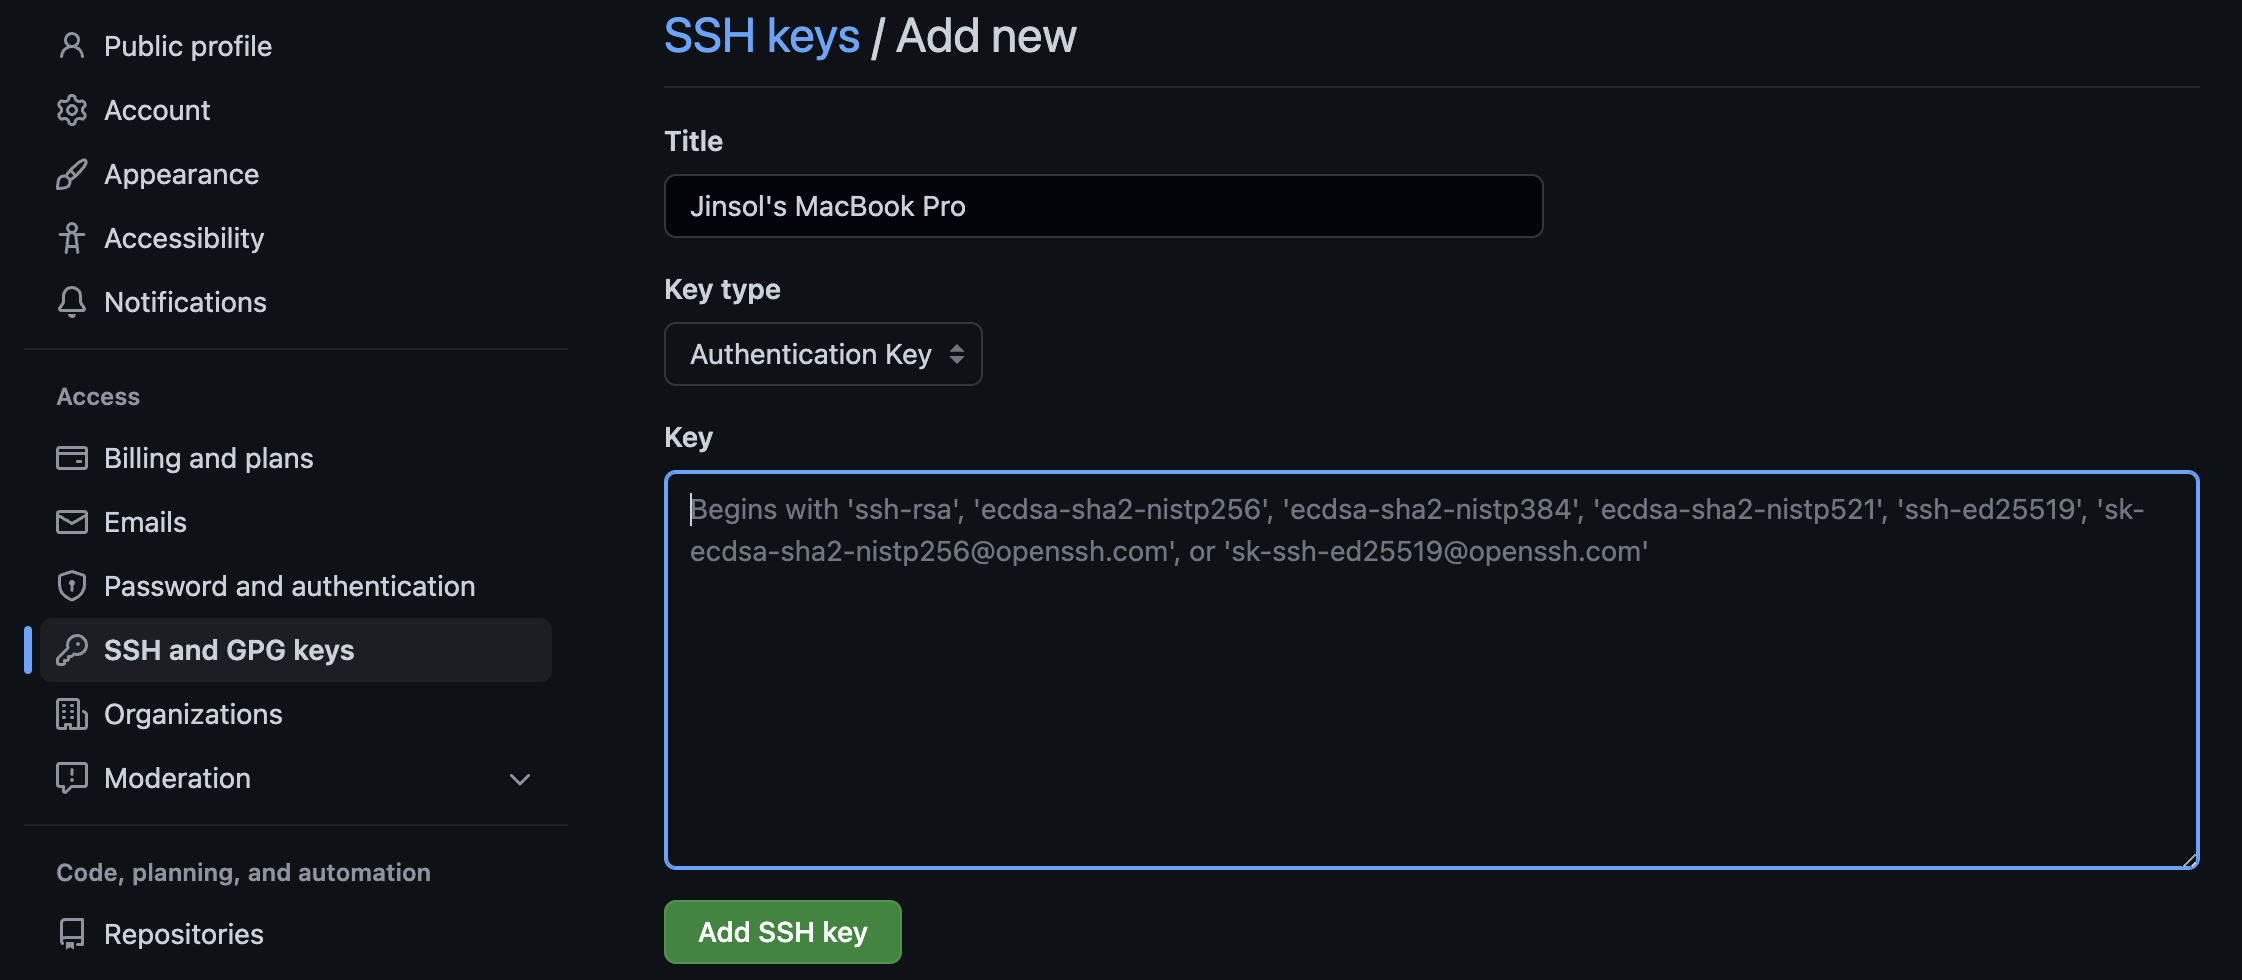 Public profile
Account
Appearance
Accessibility
Notifications
Access
Billing and plans
Emails
Password and authentication
SSH and GPG keys
Organizations
Moderation
Code, planning, and automation
Repositories
SSH keys / Add new
Title
Jinsol's MacBook Pro
Key type
Authentication Key
Key
Begins with 'ssh-rsa', 'ecdsa-sha2-nistp256', 'ecdsa-sha2-nistp384', 'ecdsa-sha2-nistp521', 'ssh-ed25519', 'sk-
ecdsa-sha2-nistp256@openssh.com', or 'sk-ssh-ed25519@openssh.com'
Add SSH key